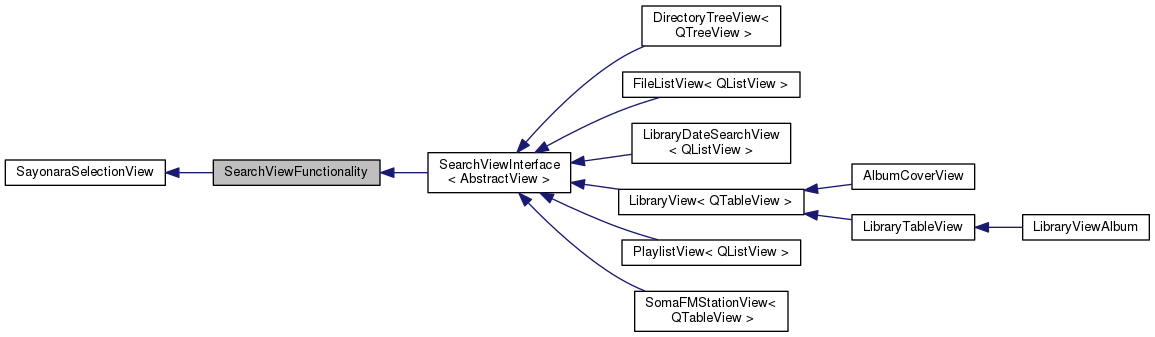 DirectoryTreeView<
QTreeView >
FileListView< QListView >
LibraryDateSearchView
< QListView >
SayonaraSelectionView
SearchViewFunctionality
SearchViewInterface
< AbstractView >
LibraryView< QTableView >
AlbumCoverView
LibraryTableView
LibraryViewAlbum
PlaylistView< QListView >
SomaFMStationView<
QTableView >